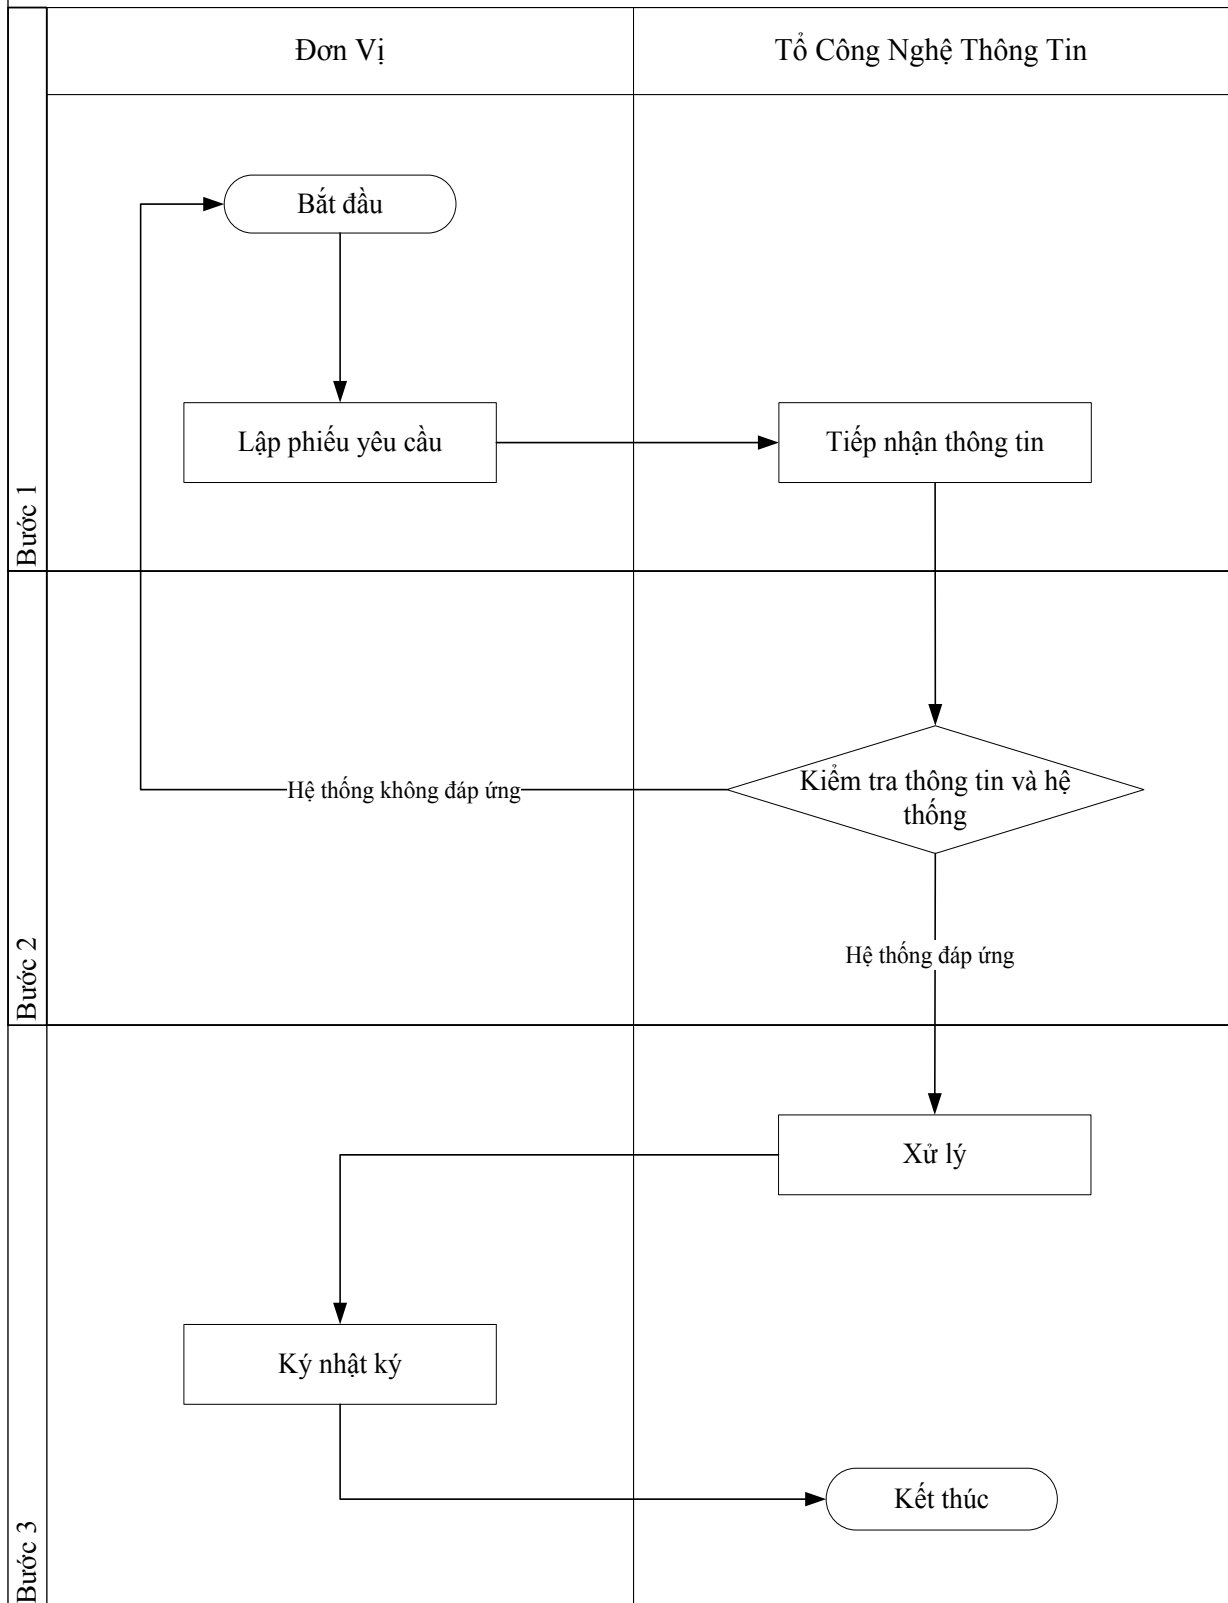 Đơn Vị
Tổ Công Nghệ Thông Tin
Bắt đầu
Lập phiếu yêu cầu
Tiếp nhận thông tin
Bước 1
Kiểm tra thông tin và hệ
thống
Hệ thống không đáp ứng
Hệ thống đáp ứng
Bước 2
Xử lý
Ký nhật ký
Kết thúc
Bước 3